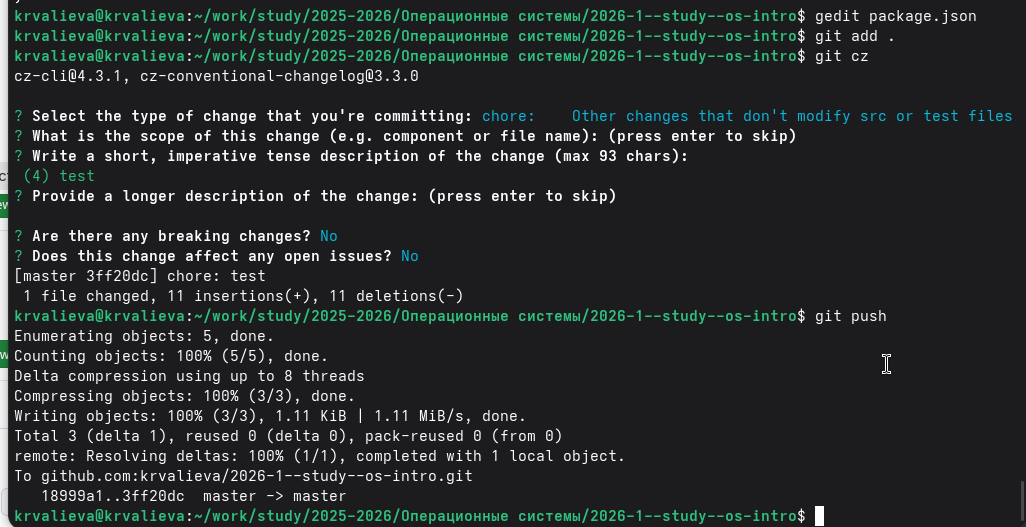 krvalieva@krvalieva:~/work/study/2025-2026/Операционные системы/2026-1--study--os-intro$ gedit package.json
krvalieva@krvalieva:~/work/study/2025-2026/Операционные системы/2026-1--study--os-intro$ git add .
krvalieva@krvalieva:~/work/study/2025-2026/Операционные системы/2026-1--study--os-intro$ git cz
cz-cli@4.3.1, cz-conventional-changelog@3.3.0
? Select the type of change that you're committing: chore:    Other changes that don't modify src or test files
? What is the scope of this change (e.g. component or file name): (press enter to skip)
? Write a short, imperative tense description of the change (max 93 chars):
(4) test
? Provide a longer description of the change: (press enter to skip)
? Are there any breaking changes? No
? Does this change affect any open issues? No
[master 3ff20dc] chore: test
1 file changed, 11 insertions(+), 11 deletions(-)
krvalieva@krvalieva:~/work/study/2025-2026/Операционные системы/2026-1--study--os-intro$ git push
Enumerating objects: 5, done.
Counting objects: 100% (5/5), done.
Delta compression using up to 8 threads
Compressing objects: 100% (3/3), done.
Writing objects: 100% (3/3), 1.11 KiB | 1.11 MiB/s, done.
Total 3 (delta 1), reused 0 (delta 0), pack-reused 0 (from 0)
remote: Resolving deltas: 100% (1/1), completed with 1 local object.
To github.com:krvalieva/2026-1--study--os-intro.git
18999a1..3ff20dc  master -> master
krvalieva@krvalieva:~/work/study/2025-2026/Операционные системы/2026-1--study--os-intro$